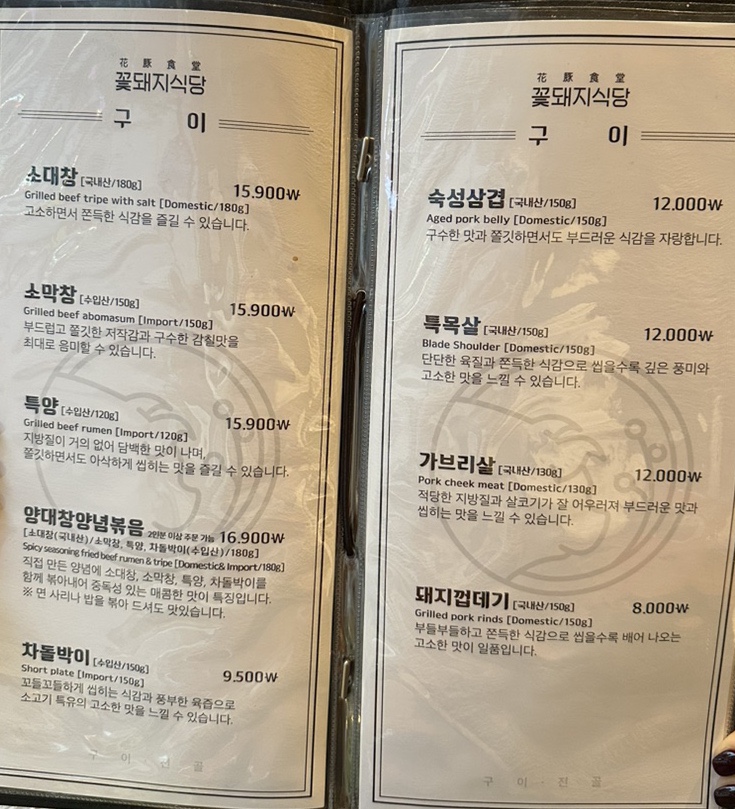 花豚食堂
꽃돼지식당
구 이
소대창 [국내산/180g] 15.900₩
Grilled beef tripe with salt [Domestic/180g]
고소하면서 쫀득한 식감을 즐길 수 있습니다.
소막창 [수입산/150g] 15.900₩
Grilled beef abomasum [Import/150g]
부드럽고 쫄깃한 저작감과 구수한 감칠맛을
최대로 음미할 수 있습니다.
특양 [수입산/120g] 15.900₩
Grilled beef rumen [Import/120g]
지방질이 거의 없어 담백한 맛이 나며,
쫄깃하면서도 아삭하게 씹히는 맛을 즐길 수 있습니다.
양대창양념볶음 2인분 이상 주문 가능 16.900₩
[소대창(국내산)/소막창, 특양, 차돌박이(수입산)/180g]
Spicy seasoning fried beef rumen & tripe [Domestic& Import/180g]
직접 만든 양념에 소대창, 소막창, 특양, 차돌박이를
함께 볶아내어 중독성 있는 매콤한 맛이 특징입니다.
※ 면 사리나 밥을 볶아 드셔도 맛있습니다.
차돌박이 [수입산/150g] 9.500₩
Short plate [Import/150g]
꼬들꼬들하게 씹히는 식감과 풍부한 육즙으로
소고기 특유의 고소한 맛을 느낄 수 있습니다.
구 이 · 전 골
花豚食堂
꽃돼지식당
구 이
숙성삼겹 [국내산/150g] 12.000₩
Aged pork belly [Domestic/150g]
구수한 맛과 쫄깃하면서도 부드러운 식감을 자랑합니다.
특목살 [국내산/150g] 12.000₩
Blade Shoulder [Domestic/150g]
단단한 육질과 쫀득한 식감으로 씹을수록 깊은 풍미와
고소한 맛을 느낄 수 있습니다.
가브리살 [국내산/130g] 12.000₩
Pork cheek meat [Domestic/130g]
적당한 지방질과 살코기가 잘 어우러져 부드러운 맛과
씹히는 맛을 느낄 수 있습니다.
돼지껍데기 [국내산/150g] 8.000₩
Grilled pork rinds [Domestic/150g]
부들부들하고 쫀득한 식감으로 씹을수록 배어 나오는
고소한 맛이 일품입니다.
구 이 · 전 골